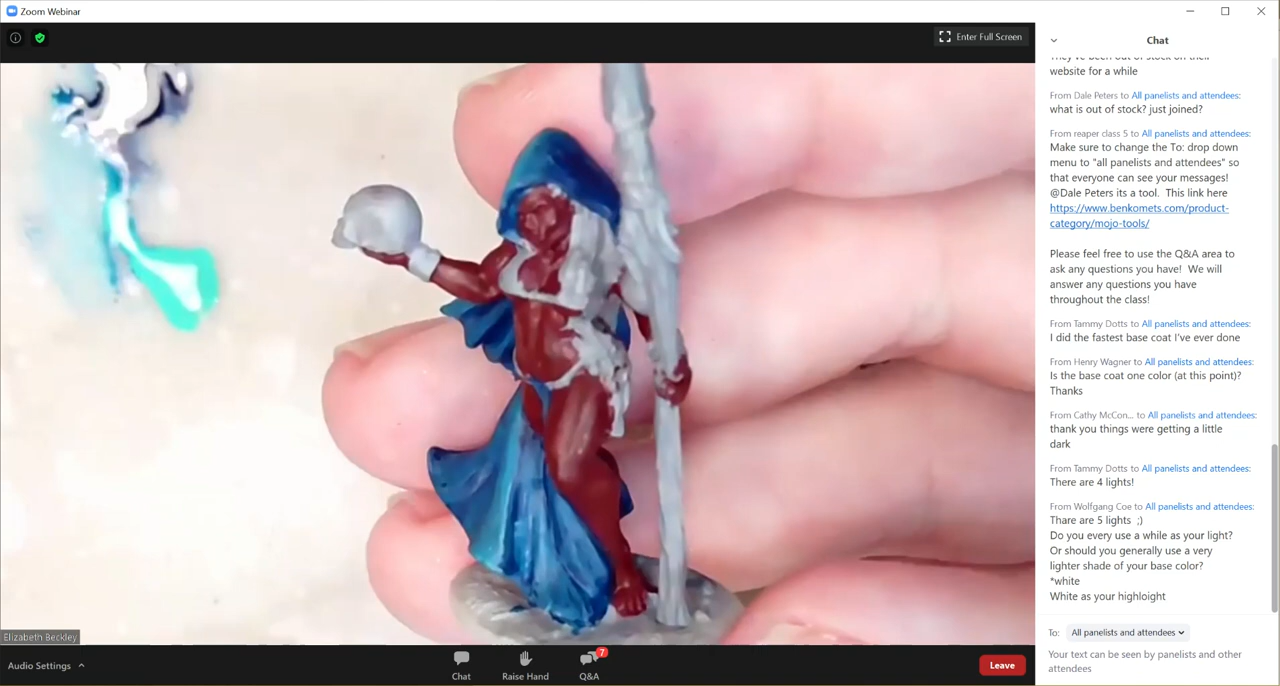 Zoom Webinar
Enter Full Screen
Chat
They've been out of stock on their
website for a while
From Dale Peters to All panelists and attendees:
what is out of stock? just joined?
From reaper class 5 to All panelists and attendees:
Make sure to change the To: drop down
menu to "all panelists and attendees" so
that everyone can see your messages!
@Dale Peters its a tool. This link here
https://www.benkomets.com/product-
category/mojo-tools/
Please feel free to use the Q&A area to
ask any questions you have! We will
answer any questions you have
throughout the class!
From Tammy Dotts to All panelists and attendees:
I did the fastest base coat I've ever done
From Henry Wagner to All panelists and attendees:
Is the base coat one color (at this point)?
Thanks
From Cathy McCon... to All panelists and attendees:
thank you things were getting a little
dark
From Tammy Dotts to All panelists and attendees:
There are 4 lights!
From Wolfgang Coe to All panelists and attendees:
Thare are 5 lights ;)
Do you every use a while as your light?
Or should you generally use a very
lighter shade of your base color?
*white
White as your highloight
To: All panelists and attendees
Your text can be seen by panelists and other
attendees
Elizabeth Beckley
Audio Settings
Chat
Raise Hand
7
Q&A
Leave